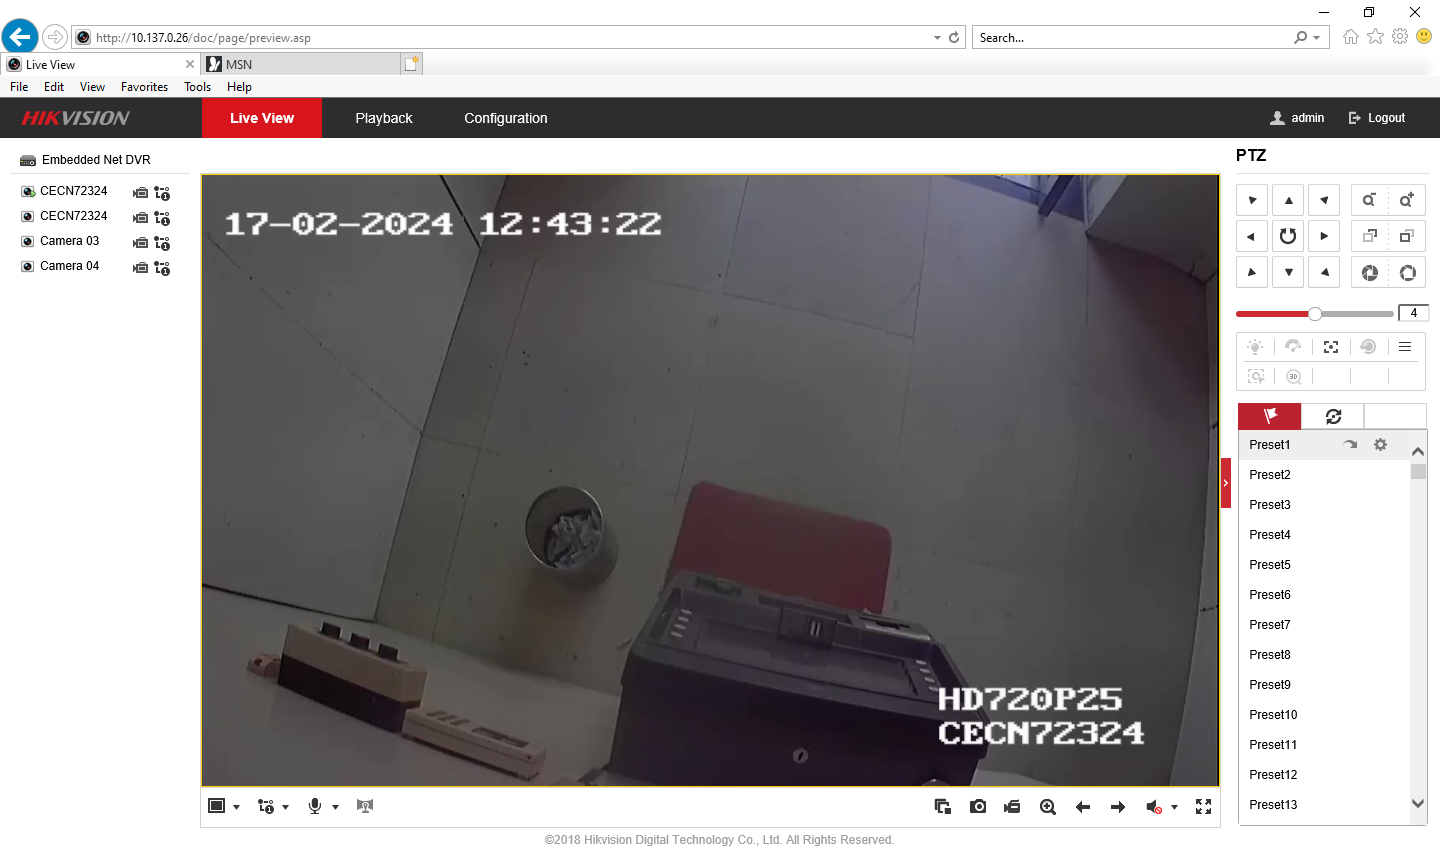 http://10.137.0.26/doc/page/preview.asp
Search...
Live View
MSN
File Edit View Favorites Tools Help
HIKVISION
Live View Playback Configuration
admin Logout
Embedded Net DVR
CECN72324
CECN72324
Camera 03
Camera 04
17-02-2024 12:43:22
HD720P25
CECN72324
PTZ
4
3D
Preset1
Preset2
Preset3
Preset4
Preset5
Preset6
Preset7
Preset8
Preset9
Preset10
Preset11
Preset12
Preset13
©2018 Hikvision Digital Technology Co., Ltd. All Rights Reserved.